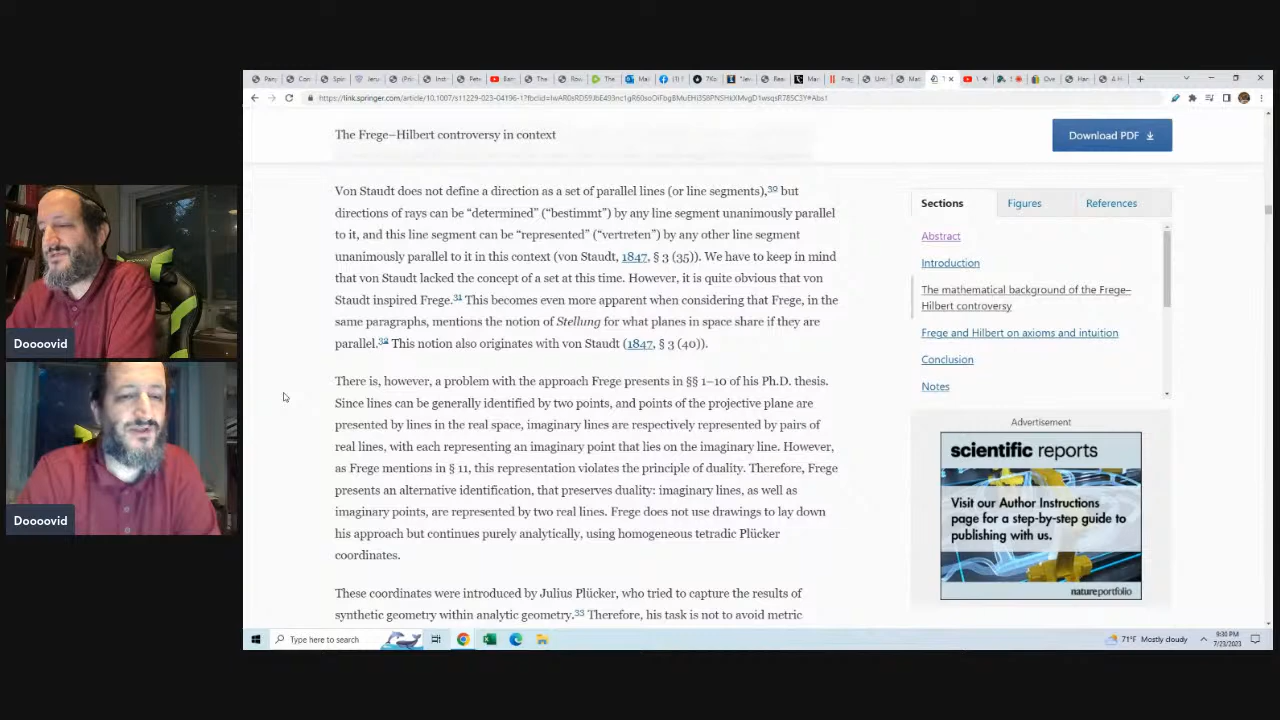 https://link.springer.com/article/10.1007/s11229-023-04196-1?
The Frege–Hilbert controversy in context
Download PDF
Von Staudt does not define a direction as a set of parallel lines (or line segments),30 but
directions of rays can be “determined” (“bestimmt”) by any line segment unanimously parallel
to it, and this line segment can be “represented” (“vertreten”) by any other line segment
unanimously parallel to it in this context (von Staudt, 1847, § 3 (35)). We have to keep in mind
that von Staudt lacked the concept of a set at this time. However, it is quite obvious that von
Staudt inspired Frege.31 This becomes even more apparent when considering that Frege, in the
same paragraphs, mentions the notion of Stellung for what planes in space share if they are
parallel.32 This notion also originates with von Staudt (1847, § 3 (40)).
There is, however, a problem with the approach Frege presents in §§ 1–10 of his Ph.D. thesis.
Since lines can be generally identified by two points, and points of the projective plane are
presented by lines in the real space, imaginary lines are respectively represented by pairs of
real lines, with each representing an imaginary point that lies on the imaginary line. However,
as Frege mentions in § 11, this representation violates the principle of duality. Therefore, Frege
presents an alternative identification, that preserves duality: imaginary lines, as well as
imaginary points, are represented by two real lines. Frege does not use drawings to lay down
his approach but continues purely analytically, using homogeneous tetradic Plücker
coordinates.
These coordinates were introduced by Julius Plücker, who tried to capture the results of
synthetic geometry within analytic geometry.33 Therefore, his task is not to avoid metric
Sections
Figures
References
Abstract
Introduction
The mathematical background of the Frege–
Hilbert controversy
Frege and Hilbert on axioms and intuition
Conclusion
Notes
Advertisement
scientific reports
Visit our Author Instructions
page for a step-by-step guide to
publishing with us.
natureportfolio
Doooovid
Doooovid
Type here to search
71°F Mostly cloudy
9:36 PM
7/23/2023